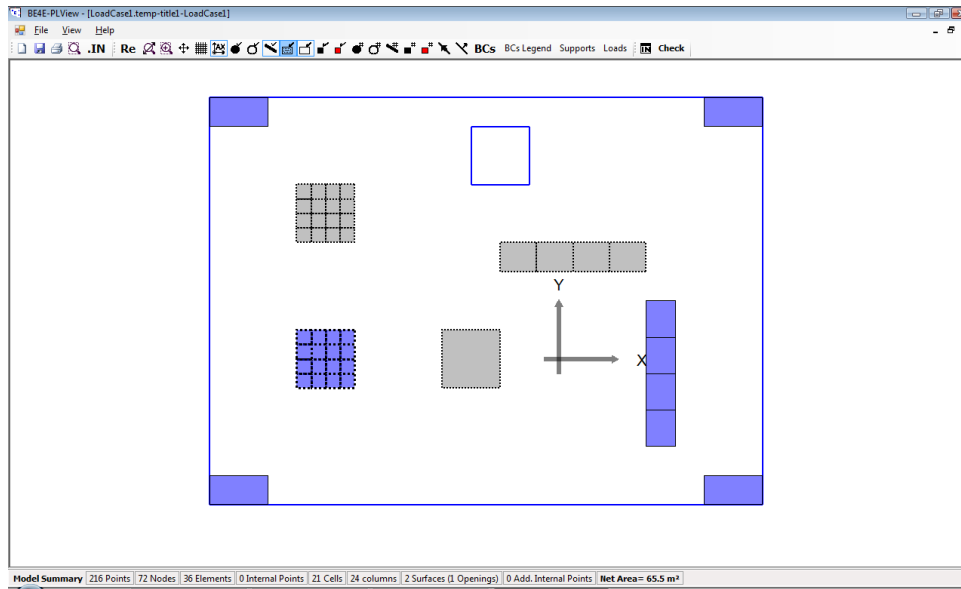 BE4E-PLView - [LoadCase1.temp-title1-LoadCase1]
File View Help
.IN Re BCs BCs Legend Supports Loads IN Check
Y
X
Model Summary 216 Points 72 Nodes 36 Elements 0 Internal Points 21 Cells 24 columns 2 Surfaces (1 Openings) 0 Add. Internal Points Net Area= 65.5 m²